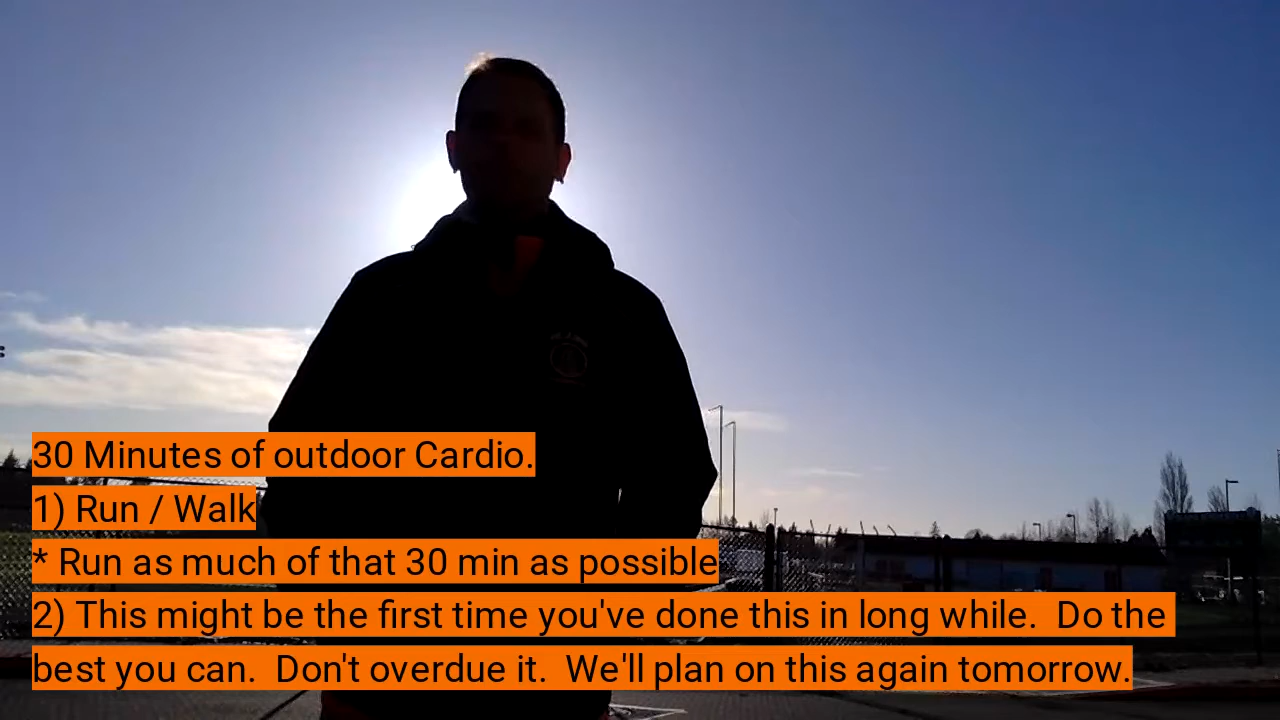 30 Minutes of outdoor Cardio.
1) Run / Walk
* Run as much of that 30 min as possible
2) This might be the first time you've done this in long while.  Do the
best you can.  Don't overdue it.  We'll plan on this again tomorrow.